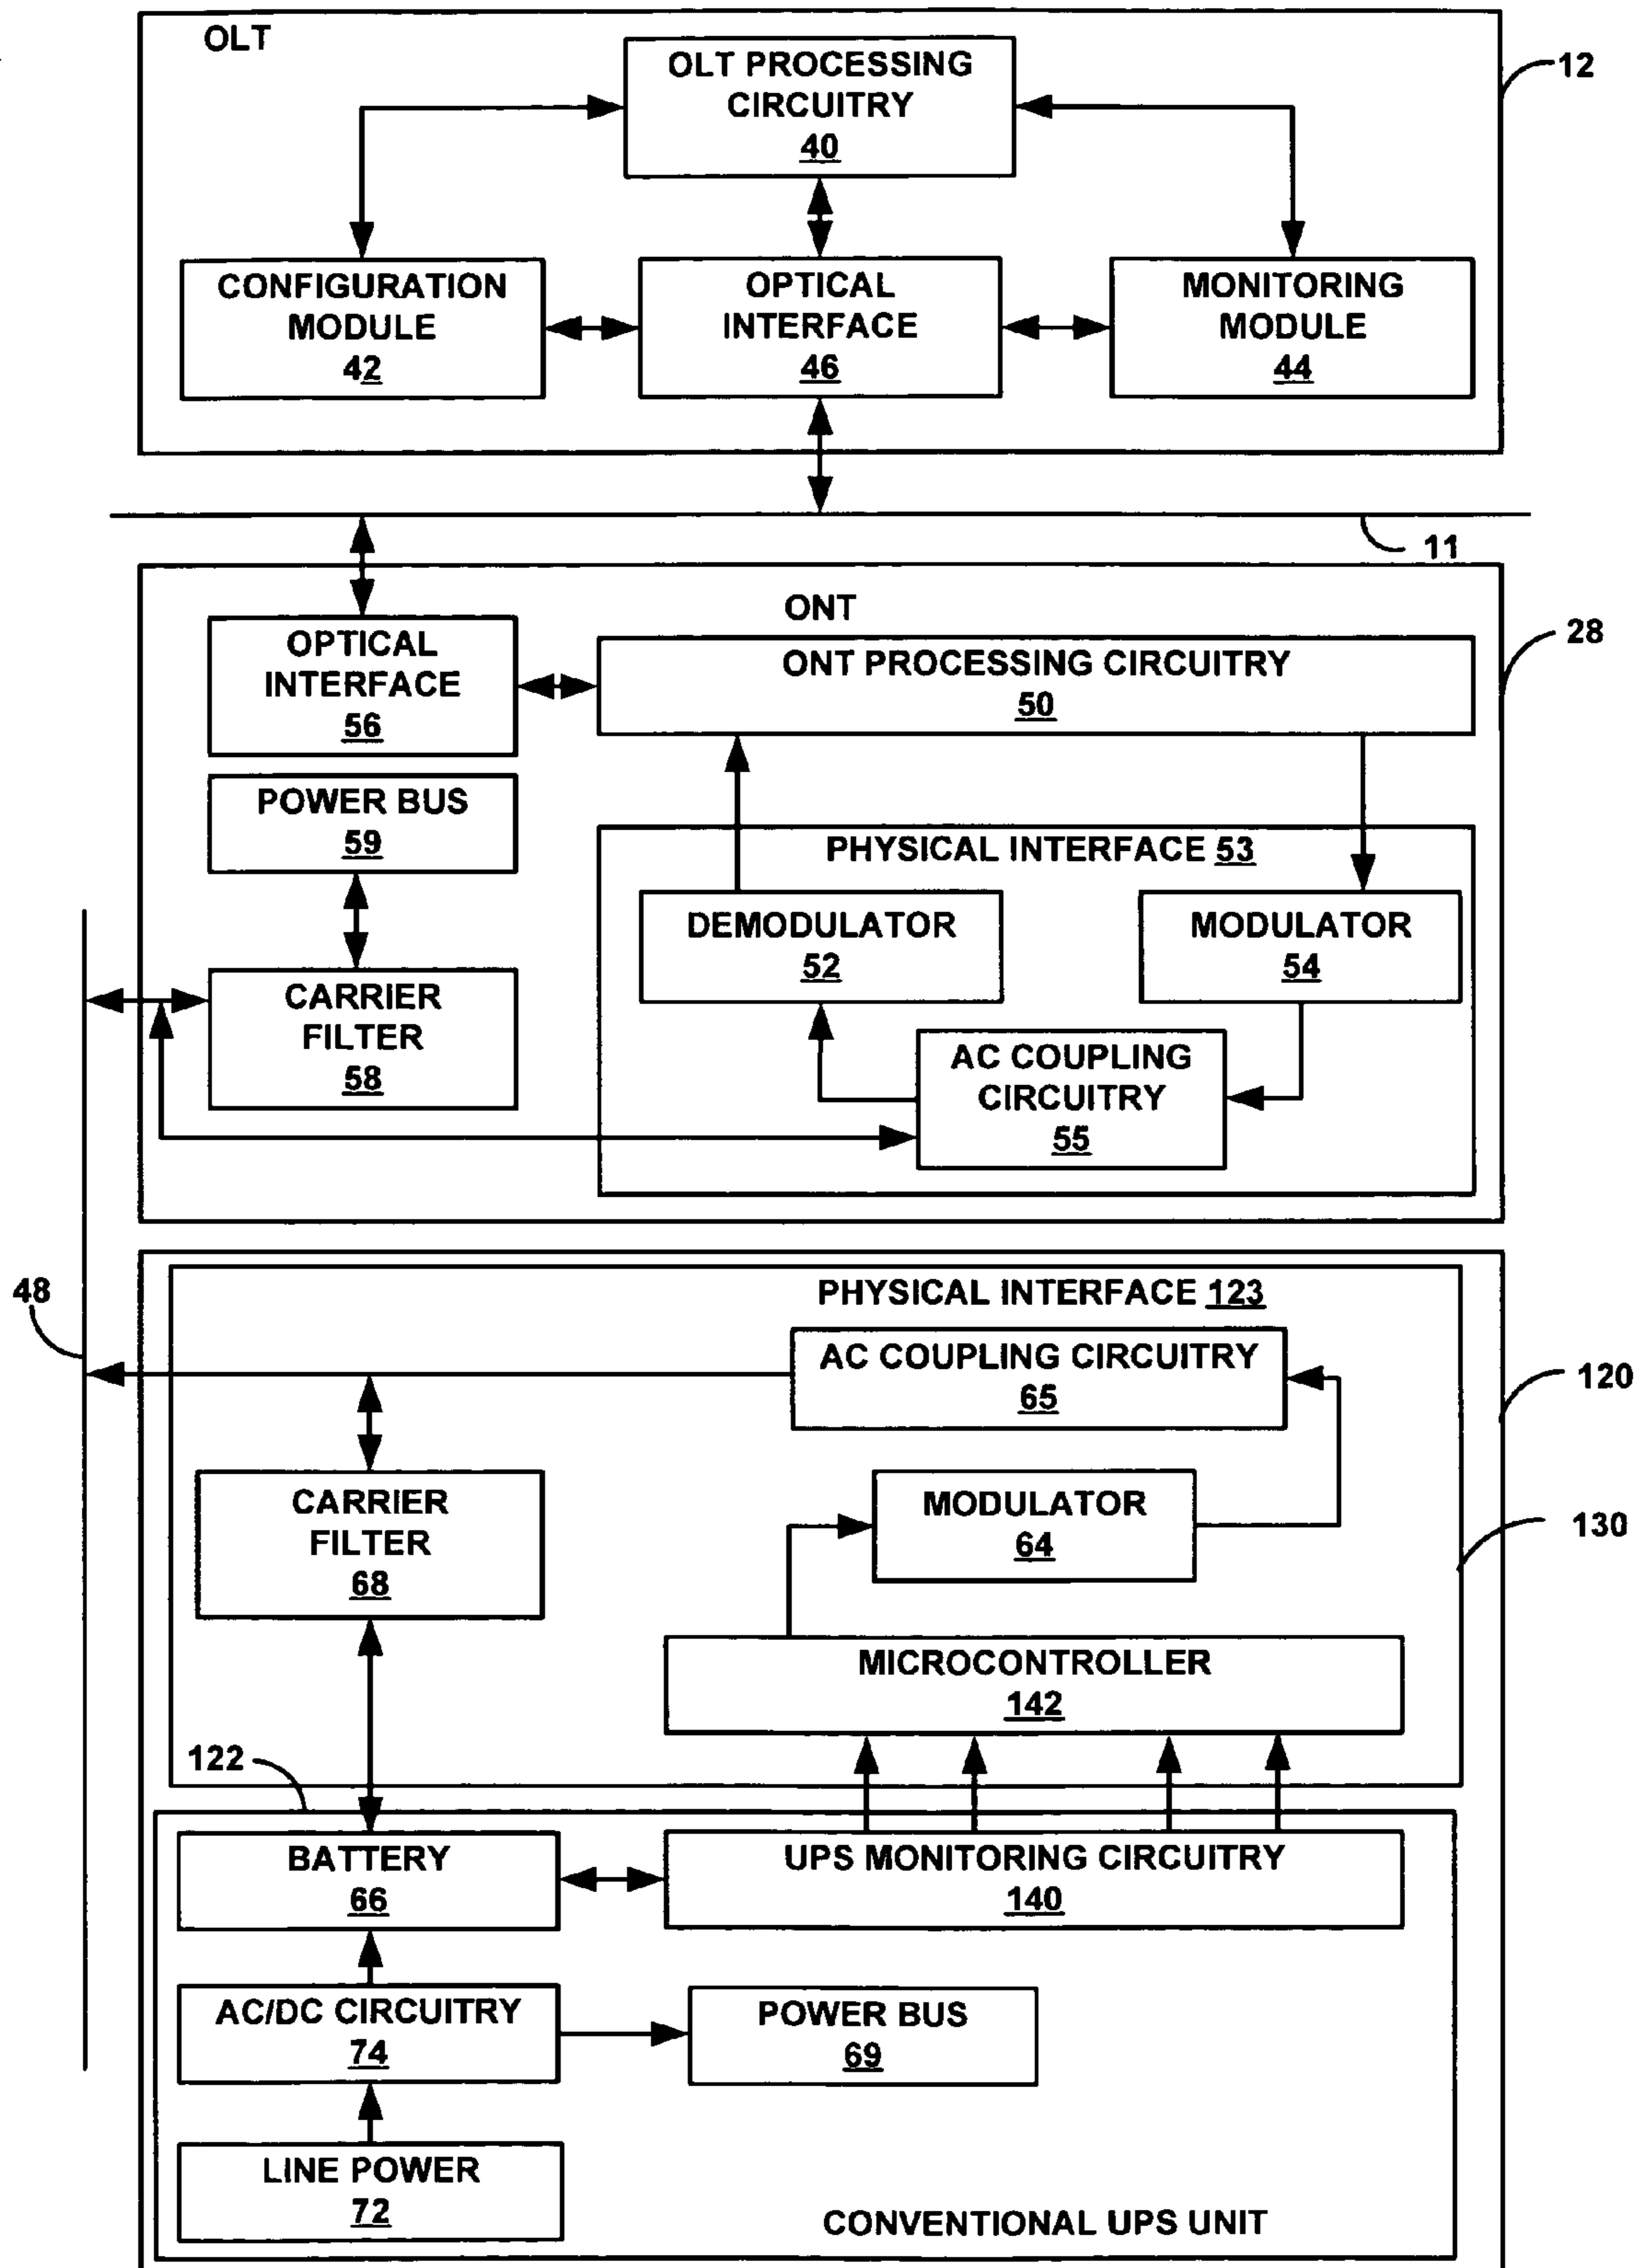 OLT
OLT PROCESSING
CIRCUITRY
40
12
CONFIGURATION
MODULE
42
OPTICAL
INTERFACE
46
MONITORING
MODULE
44
11
ONT
28
OPTICAL
INTERFACE
56
ONT PROCESSING CIRCUITRY
50
POWER BUS
59
PHYSICAL INTERFACE 53
DEMODULATOR
52
MODULATOR
54
CARRIER
FILTER
58
AC COUPLING
CIRCUITRY
55
48
PHYSICAL INTERFACE 123
AC COUPLING CIRCUITRY
65
120
CARRIER
FILTER
68
MODULATOR
64
130
MICROCONTROLLER
142
122
BATTERY
66
UPS MONITORING CIRCUITRY
140
AC/DC CIRCUITRY
74
POWER BUS
69
LINE POWER
72
CONVENTIONAL UPS UNIT